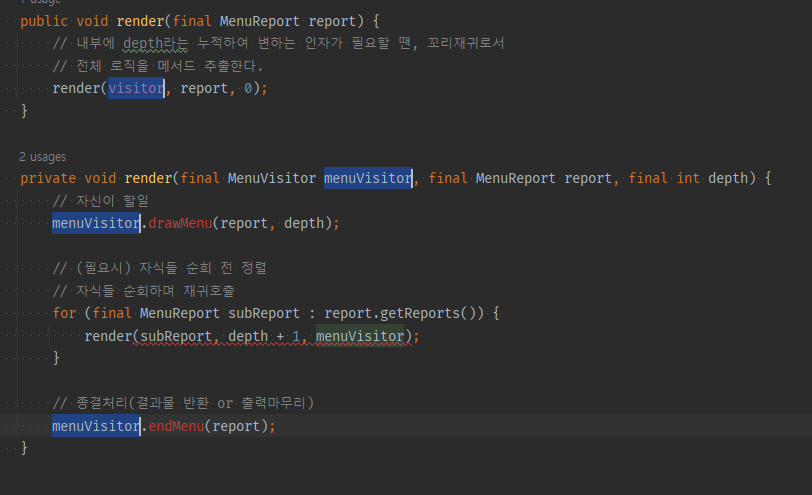 1 usage
public void render(final MenuReport report) {
// 내부에 depth라는 누적하여 변하는 인자가 필요할 땐, 꼬리재귀로서
// 전체 로직을 메서드 추출한다.
render(visitor, report, 0);
}
2 usages
private void render(final MenuVisitor menuVisitor, final MenuReport report, final int depth) {
// 자신이 할일
menuVisitor.drawMenu(report, depth);
// (필요시) 자식들 순회 전 정렬
// 자식들 순회하며 재귀호출
for (final MenuReport subReport : report.getReports()) {
render(subReport, depth + 1, menuVisitor);
}
// 종결처리(결과물 반환 or 출력마무리)
menuVisitor.endMenu(report);
}